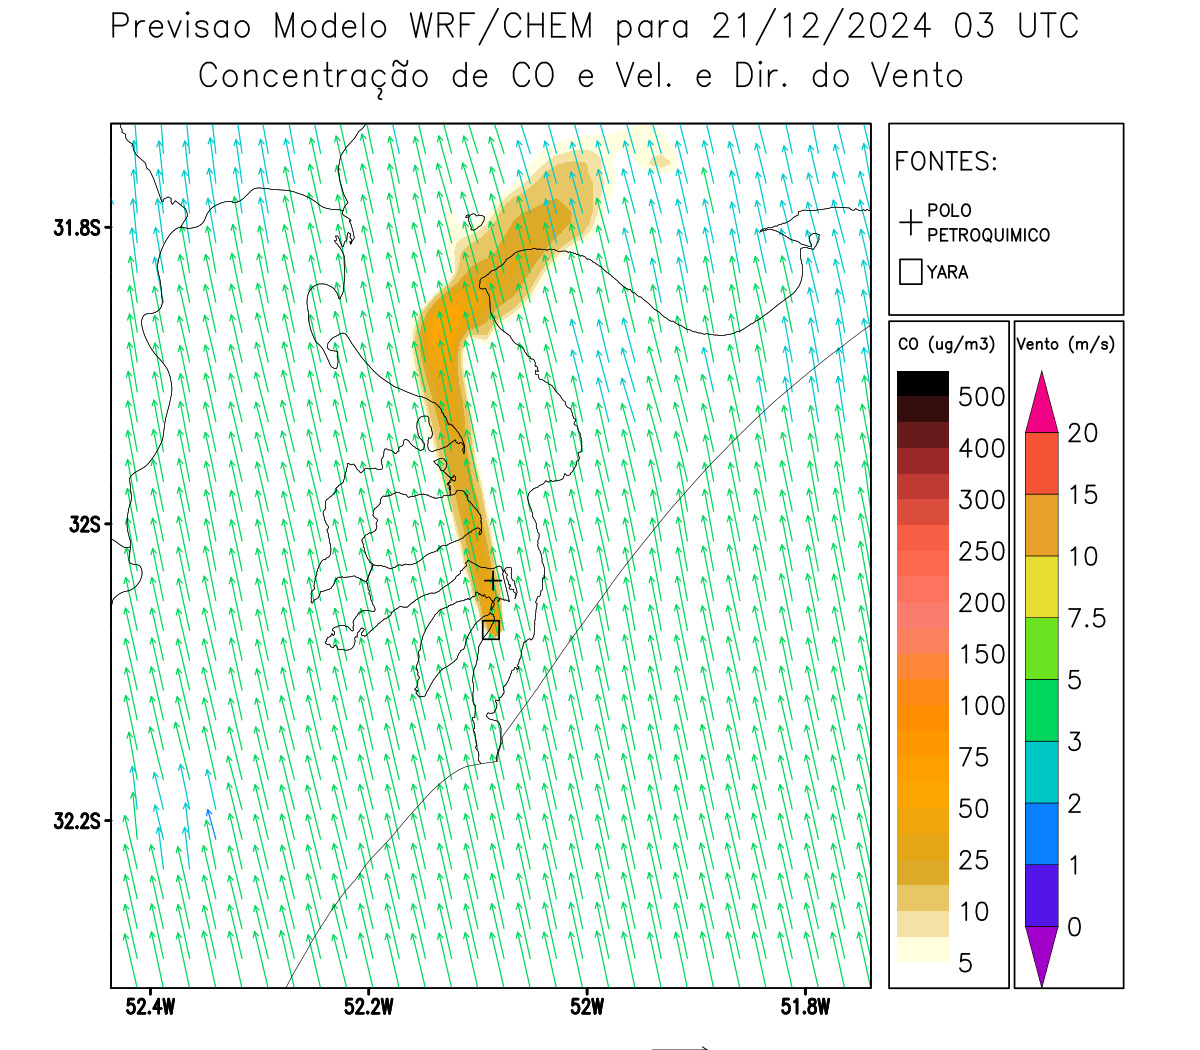 Previsao Modelo WRF/CHEM para 21/12/2024 03 UTC
Concentração de CO e Vel. e Dir. do Vento
FONTES:
POLO
PETROQUIMICO
YARA
CO (ug/m3)
500
400
300
250
200
150
100
75
50
25
10
5
Vento (m/s)
20
15
10
7.5
5
3
2
1
0
31.8S
32S
32.2S
52.4W
52.2W
52W
51.8W